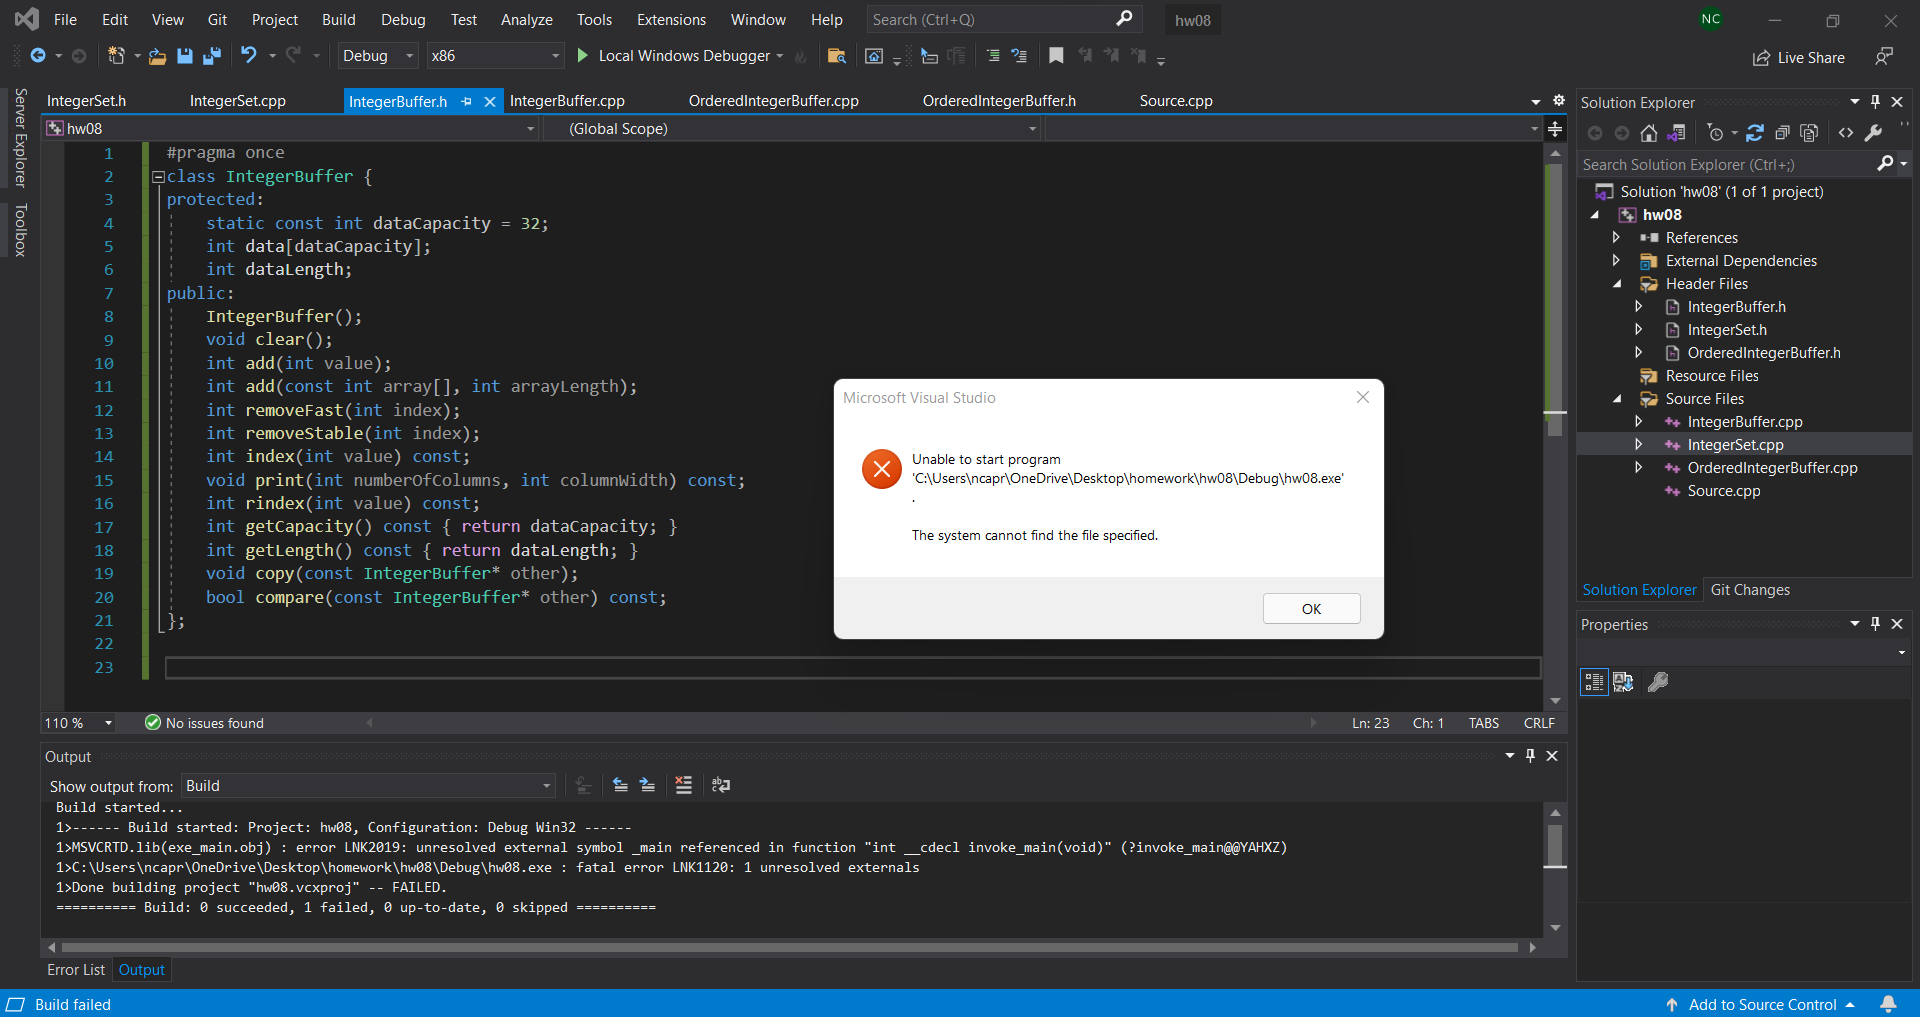 File Edit View Git Project Build Debug Test Analyze Tools Extensions Window Help Search (Ctrl+Q) hw08 NC
Debug x86 Local Windows Debugger Live Share
Server Explorer
Toolbox
IntegerSet.h IntegerSet.cpp IntegerBuffer.h IntegerBuffer.cpp OrderedIntegerBuffer.cpp OrderedIntegerBuffer.h Source.cpp
hw08 (Global Scope)
1 #pragma once
2 class IntegerBuffer {
3 protected:
4 static const int dataCapacity = 32;
5 int data[dataCapacity];
6 int dataLength;
7 public:
8 IntegerBuffer();
9 void clear();
10 int add(int value);
11 int add(const int array[], int arrayLength);
12 int removeFast(int index);
13 int removeStable(int index);
14 int index(int value) const;
15 void print(int numberOfColumns, int columnWidth) const;
16 int rindex(int value) const;
17 int getCapacity() const { return dataCapacity; }
18 int getLength() const { return dataLength; }
19 void copy(const IntegerBuffer* other);
20 bool compare(const IntegerBuffer* other) const;
21 };
22
23
110 % No issues found Ln: 23 Ch: 1 TABS CRLF
Microsoft Visual Studio
Unable to start program
'C:\Users\ncapr\OneDrive\Desktop\homework\hw08\Debug\hw08.exe'
.
The system cannot find the file specified.
OK
Output
Show output from: Build
Build started...
1>------ Build started: Project: hw08, Configuration: Debug Win32 ------
1>MSVCRTD.lib(exe_main.obj) : error LNK2019: unresolved external symbol _main referenced in function "int __cdecl invoke_main(void)" (?invoke_main@@YAHXZ)
1>C:\Users\ncapr\OneDrive\Desktop\homework\hw08\Debug\hw08.exe : fatal error LNK1120: 1 unresolved externals
1>Done building project "hw08.vcxproj" -- FAILED.
========== Build: 0 succeeded, 1 failed, 0 up-to-date, 0 skipped ==========
Error List Output
Solution Explorer
Search Solution Explorer (Ctrl+;)
Solution 'hw08' (1 of 1 project)
hw08
References
External Dependencies
Header Files
IntegerBuffer.h
IntegerSet.h
OrderedIntegerBuffer.h
Resource Files
Source Files
IntegerBuffer.cpp
IntegerSet.cpp
OrderedIntegerBuffer.cpp
Source.cpp
Solution Explorer Git Changes
Properties
Build failed Add to Source Control